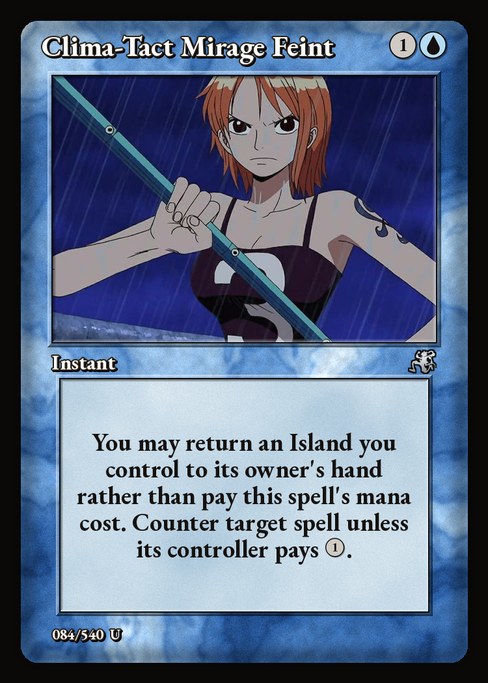 Clima-Tact Mirage Feint 1
Instant
You may return an Island you
control to its owner's hand
rather than pay this spell's mana
cost. Counter target spell unless
its controller pays 1.
084/540 U